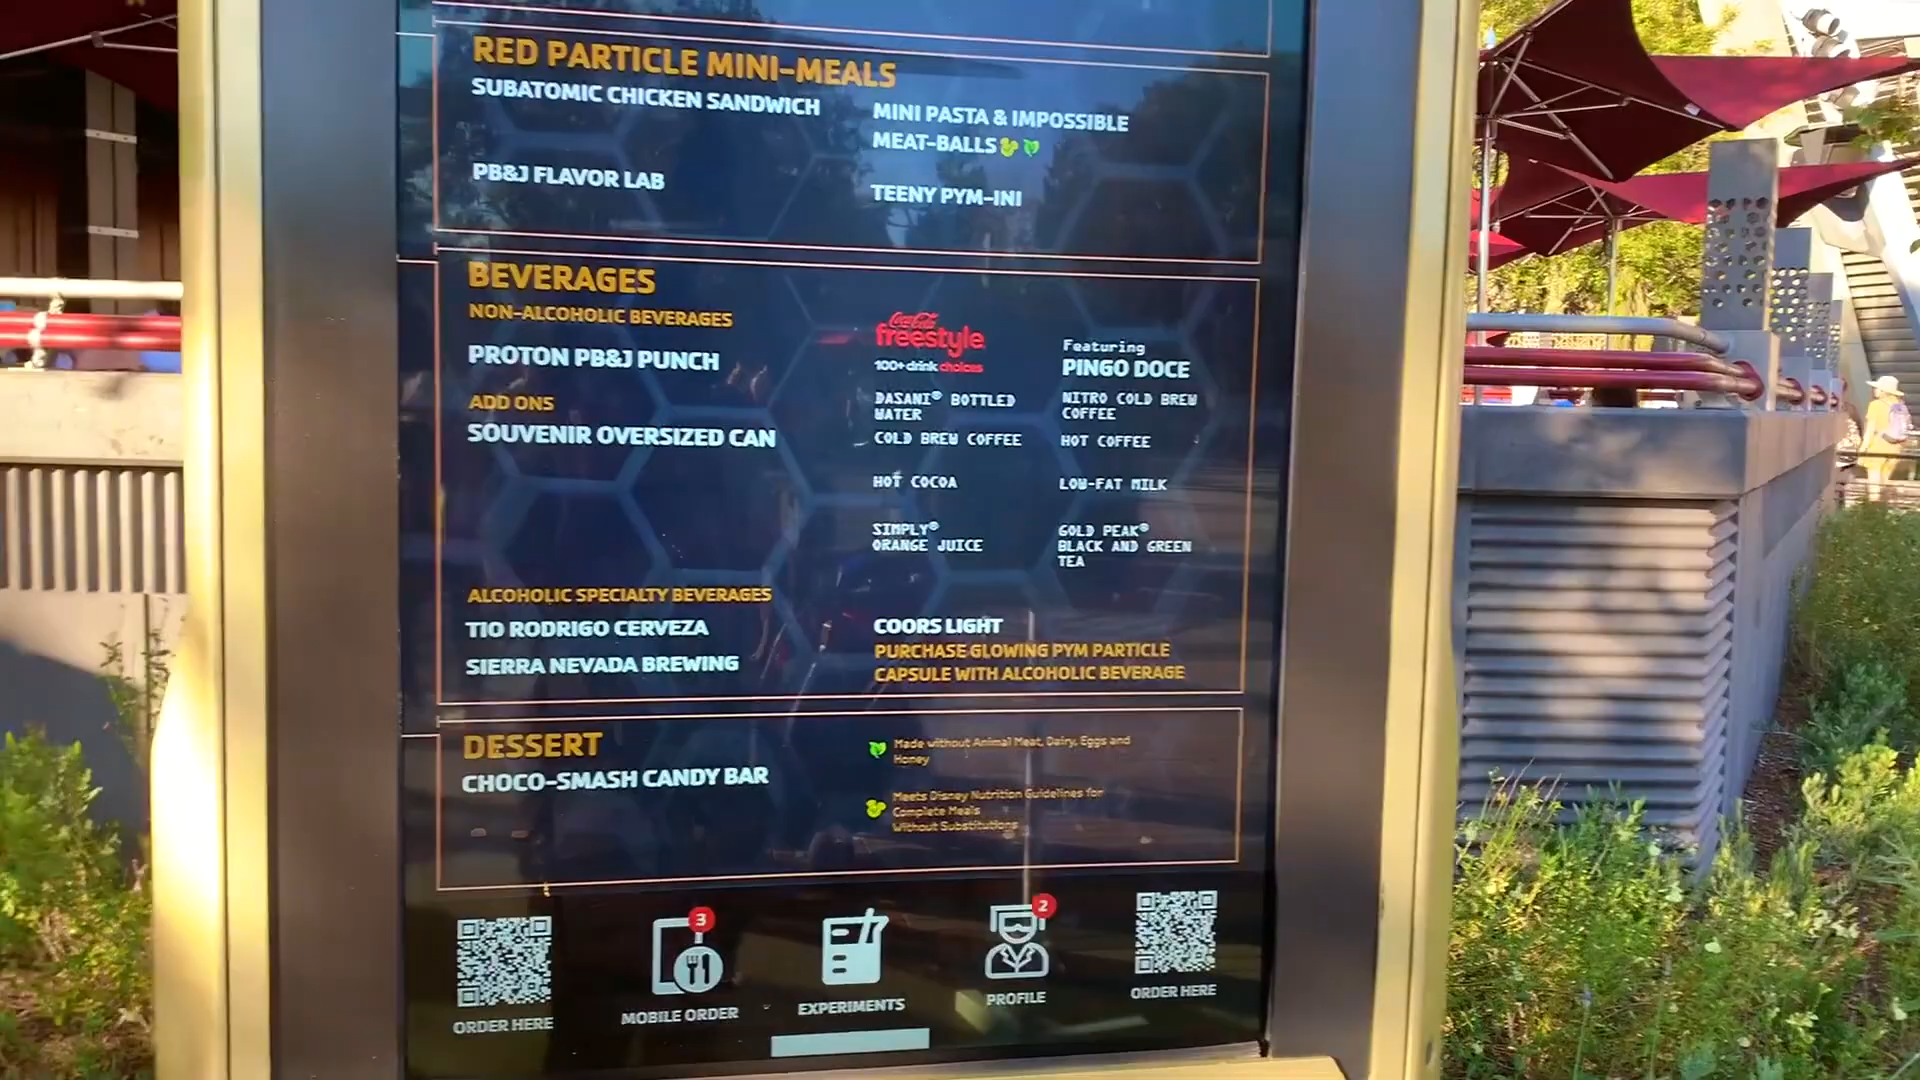 RED PARTICLE MINI-MEALS
SUBATOMIC CHICKEN SANDWICH
MINI PASTA & IMPOSSIBLE
MEAT-BALLS
PB&J FLAVOR LAB
TEENY PYM-INI
BEVERAGES
NON-ALCOHOLIC BEVERAGES
PROTON PB&J PUNCH
ADD ONS
SOUVENIR OVERSIZED CAN
Coca-Cola
freestyle
100+ drink choices
Featuring
PINGO DOCE
DASANI® BOTTLED
WATER
NITRO COLD BREW
COFFEE
COLD BREW COFFEE
HOT COFFEE
HOT COCOA
LOW-FAT MILK
SIMPLY®
ORANGE JUICE
GOLD PEAK®
BLACK AND GREEN
TEA
ALCOHOLIC SPECIALTY BEVERAGES
TIO RODRIGO CERVEZA
SIERRA NEVADA BREWING
COORS LIGHT
PURCHASE GLOWING PYM PARTICLE
CAPSULE WITH ALCOHOLIC BEVERAGE
DESSERT
CHOCO-SMASH CANDY BAR
Made without Animal Meat, Dairy, Eggs and
Honey
Meets Disney Nutrition Guidelines for
Complete Meals
Without Substitutions
ORDER HERE
3
MOBILE ORDER
EXPERIMENTS
2
PROFILE
ORDER HERE